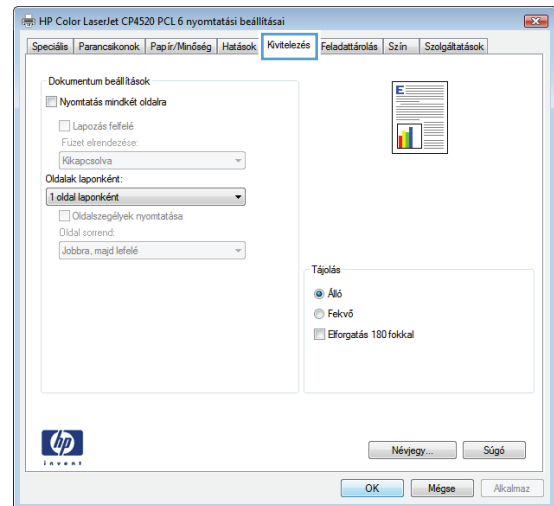 HP Color LaserJet CP4520 PCL 6 nyomtatási beállításai
Speciális Parancsikonok Papír/Minőség Hatások Kivitelezés Feladattárolás Szín Szolgáltatások
Dokumentum beállítások
Nyomtatás mindkét oldalra
Lapozás felfelé
Füzet elrendezése:
Kikapcsolva
Oldalak laponként:
1 oldal laponként
Oldalszegélyek nyomtatása
Oldal sorrend:
Jobbra, majd lefelé
E
Tájolás
Álló
Fekvő
Elforgatás 180 fokkal
hp
invent
Névjegy... Súgó
OK Mégse Alkalmaz